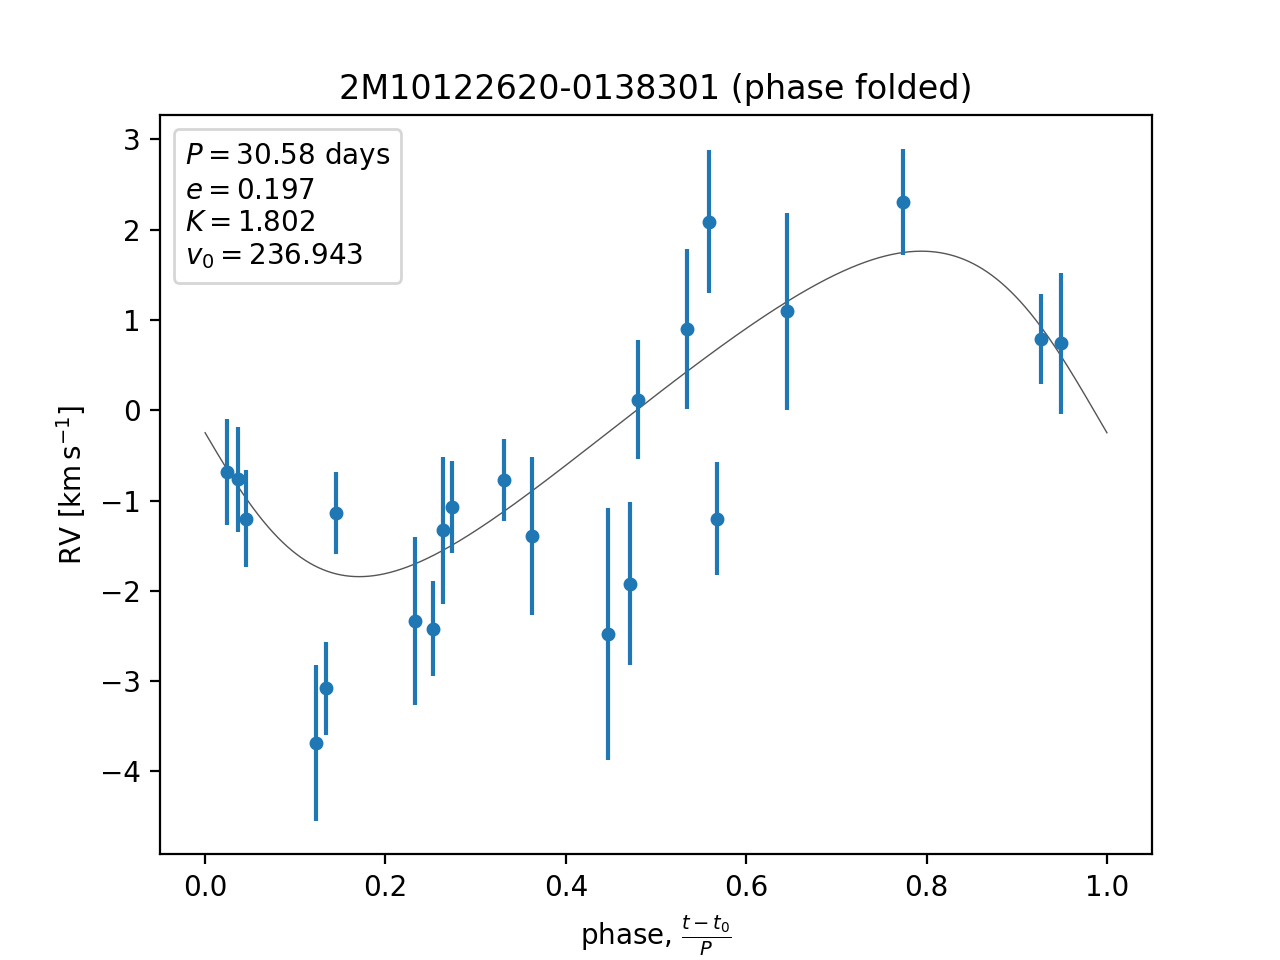 2M10122620-0138301 (phase folded)
P = 30.58 days
e = 0.197
K = 1.802
v₀ = 236.943
3
2
1
0
−1
−2
−3
−4
RV [km s⁻¹]
0.0 0.2 0.4 0.6 0.8 1.0
phase, (t − t₀)/P